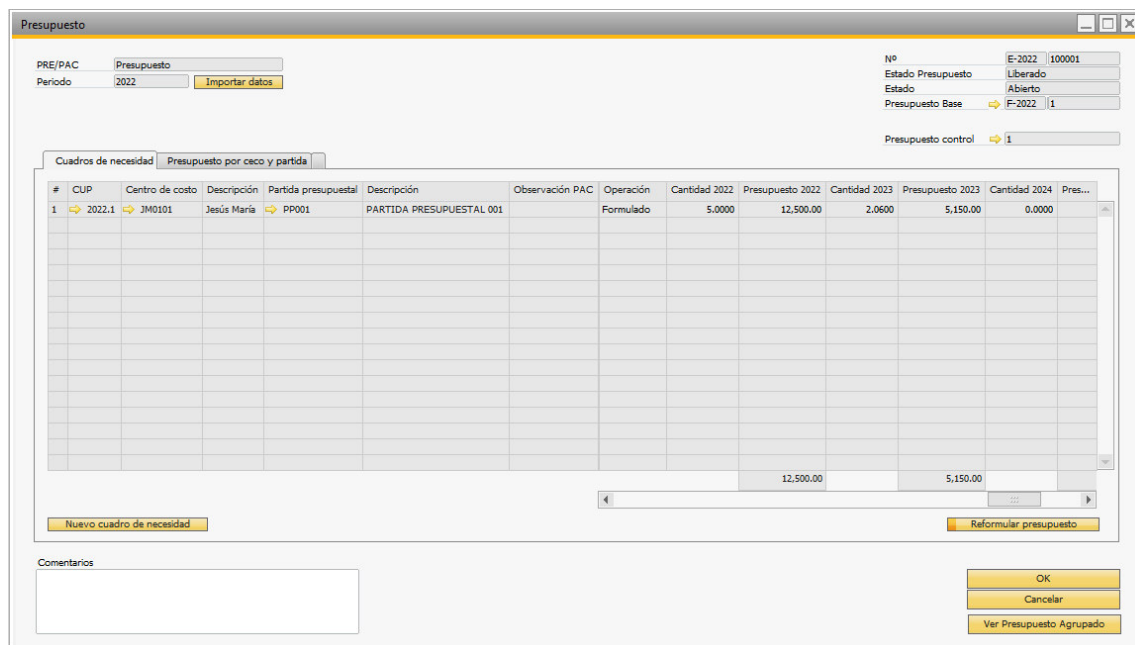 Presupuesto
PRE/PAC Presupuesto
Periodo 2022 Importar datos
Nº E-2022 100001
Estado Presupuesto Liberado
Estado Abierto
Presupuesto Base F-2022 1
Presupuesto control 1
Cuadros de necesidad Presupuesto por ceco y partida
# CUP Centro de costo Descripción Partida presupuestal Descripción Observación PAC Operación Cantidad 2022 Presupuesto 2022 Cantidad 2023 Presupuesto 2023 Cantidad 2024 Pres...
1 2022.1 JM0101 Jesús María PP001 PARTIDA PRESUPUESTAL 001 Formulado 5.0000 12,500.00 2.0600 5,150.00 0.0000
12,500.00 5,150.00
Nuevo cuadro de necesidad Reformular presupuesto
Comentarios
OK
Cancelar
Ver Presupuesto Agrupado